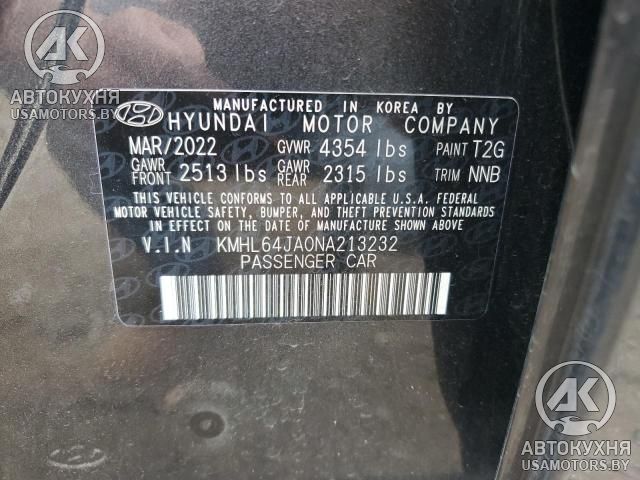 АК
АВТОКУХНЯ
USAMOTORS.BY
MANUFACTURED IN KOREA BY
HYUNDAI MOTOR COMPANY
MAR/2022 GVWR 4354 lbs PAINT T2G
GAWR FRONT 2513 lbs GAWR REAR 2315 lbs TRIM NNB
THIS VEHICLE CONFORMS TO ALL APPLICABLE U.S.A. FEDERAL
MOTOR VEHICLE SAFETY, BUMPER, AND THEFT PREVENTION STANDARDS
IN EFFECT ON THE DATE OF MANUFACTURE SHOWN ABOVE
V.I.N KMHL64JA0NA213232
PASSENGER CAR
АК
АВТОКУХНЯ
USAMOTORS.BY